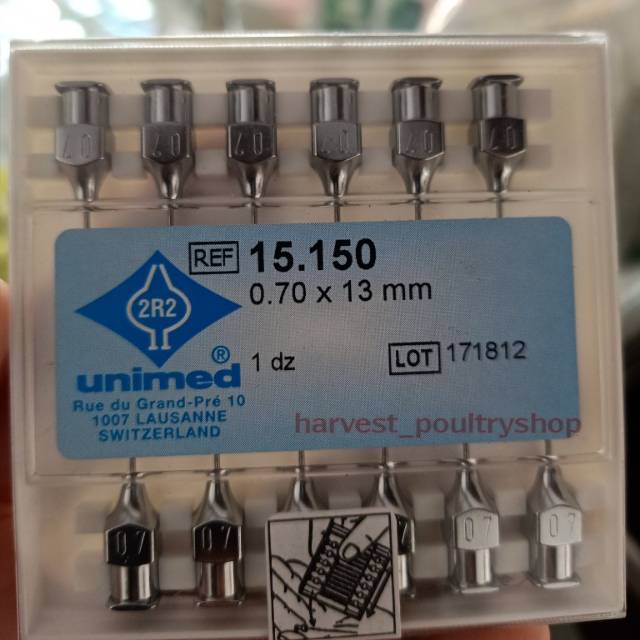 07 07 07 07 07 07
REF 15.150
0.70 x 13 mm
2R2
®
unimed
1 dz
LOT 171812
Rue du Grand-Pré 10
1007 LAUSANNE
SWITZERLAND
harvest_poultryshop
07 07 7 07 07